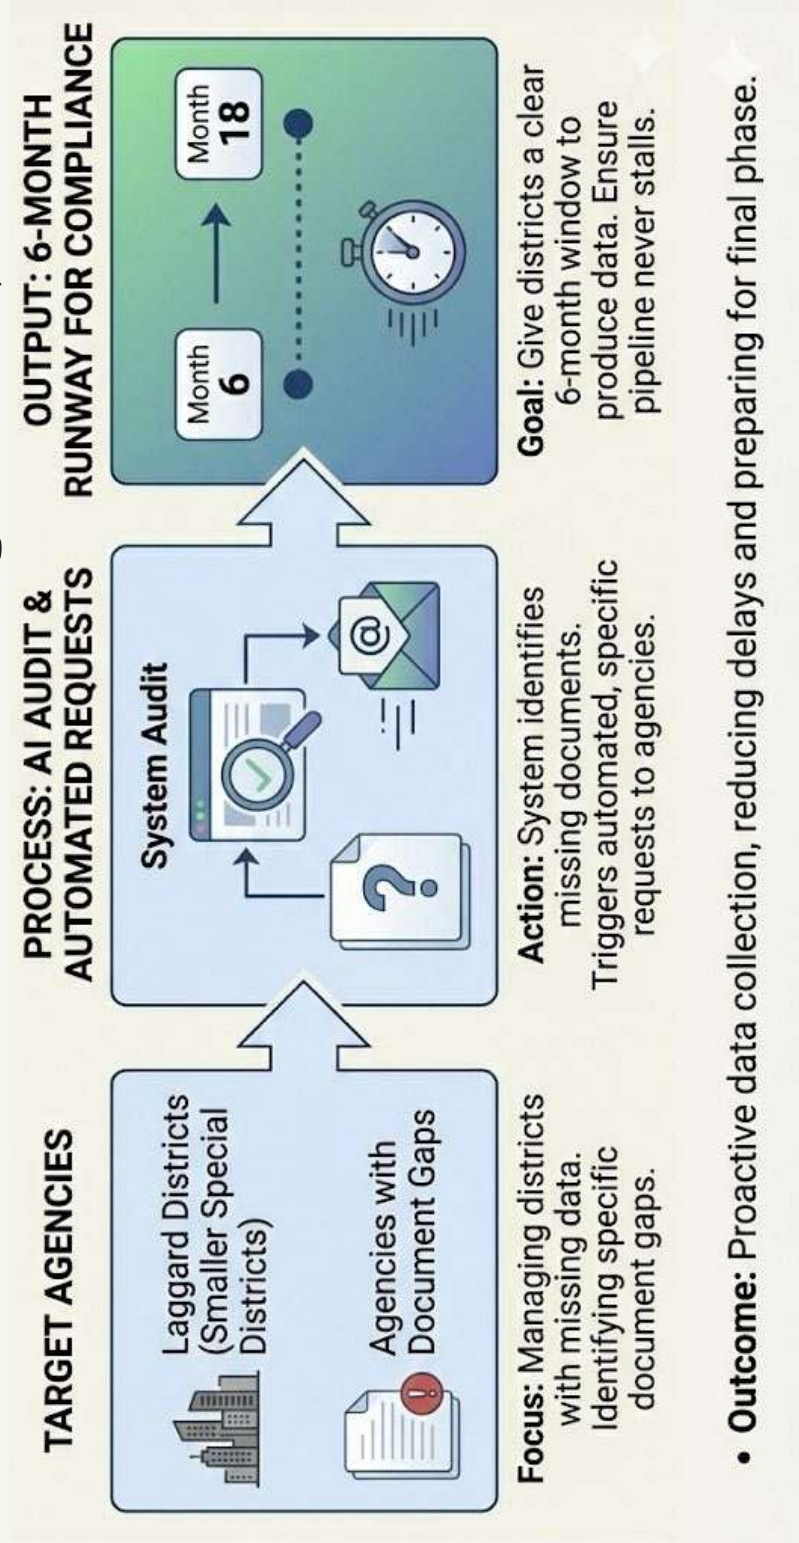 TARGET AGENCIES
Laggard Districts
(Smaller Special
Districts)
Agencies with
Document Gaps
Focus: Managing districts
with missing data.
Identifying specific
document gaps.
PROCESS: AI AUDIT &
AUTOMATED REQUESTS
System Audit
?
@
Action: System identifies
missing documents.
Triggers automated, specific
requests to agencies.
OUTPUT: 6-MONTH
RUNWAY FOR COMPLIANCE
Month
6
Month
18
Goal: Give districts a clear
6-month window to
produce data. Ensure
pipeline never stalls.
• Outcome: Proactive data collection, reducing delays and preparing for final phase.